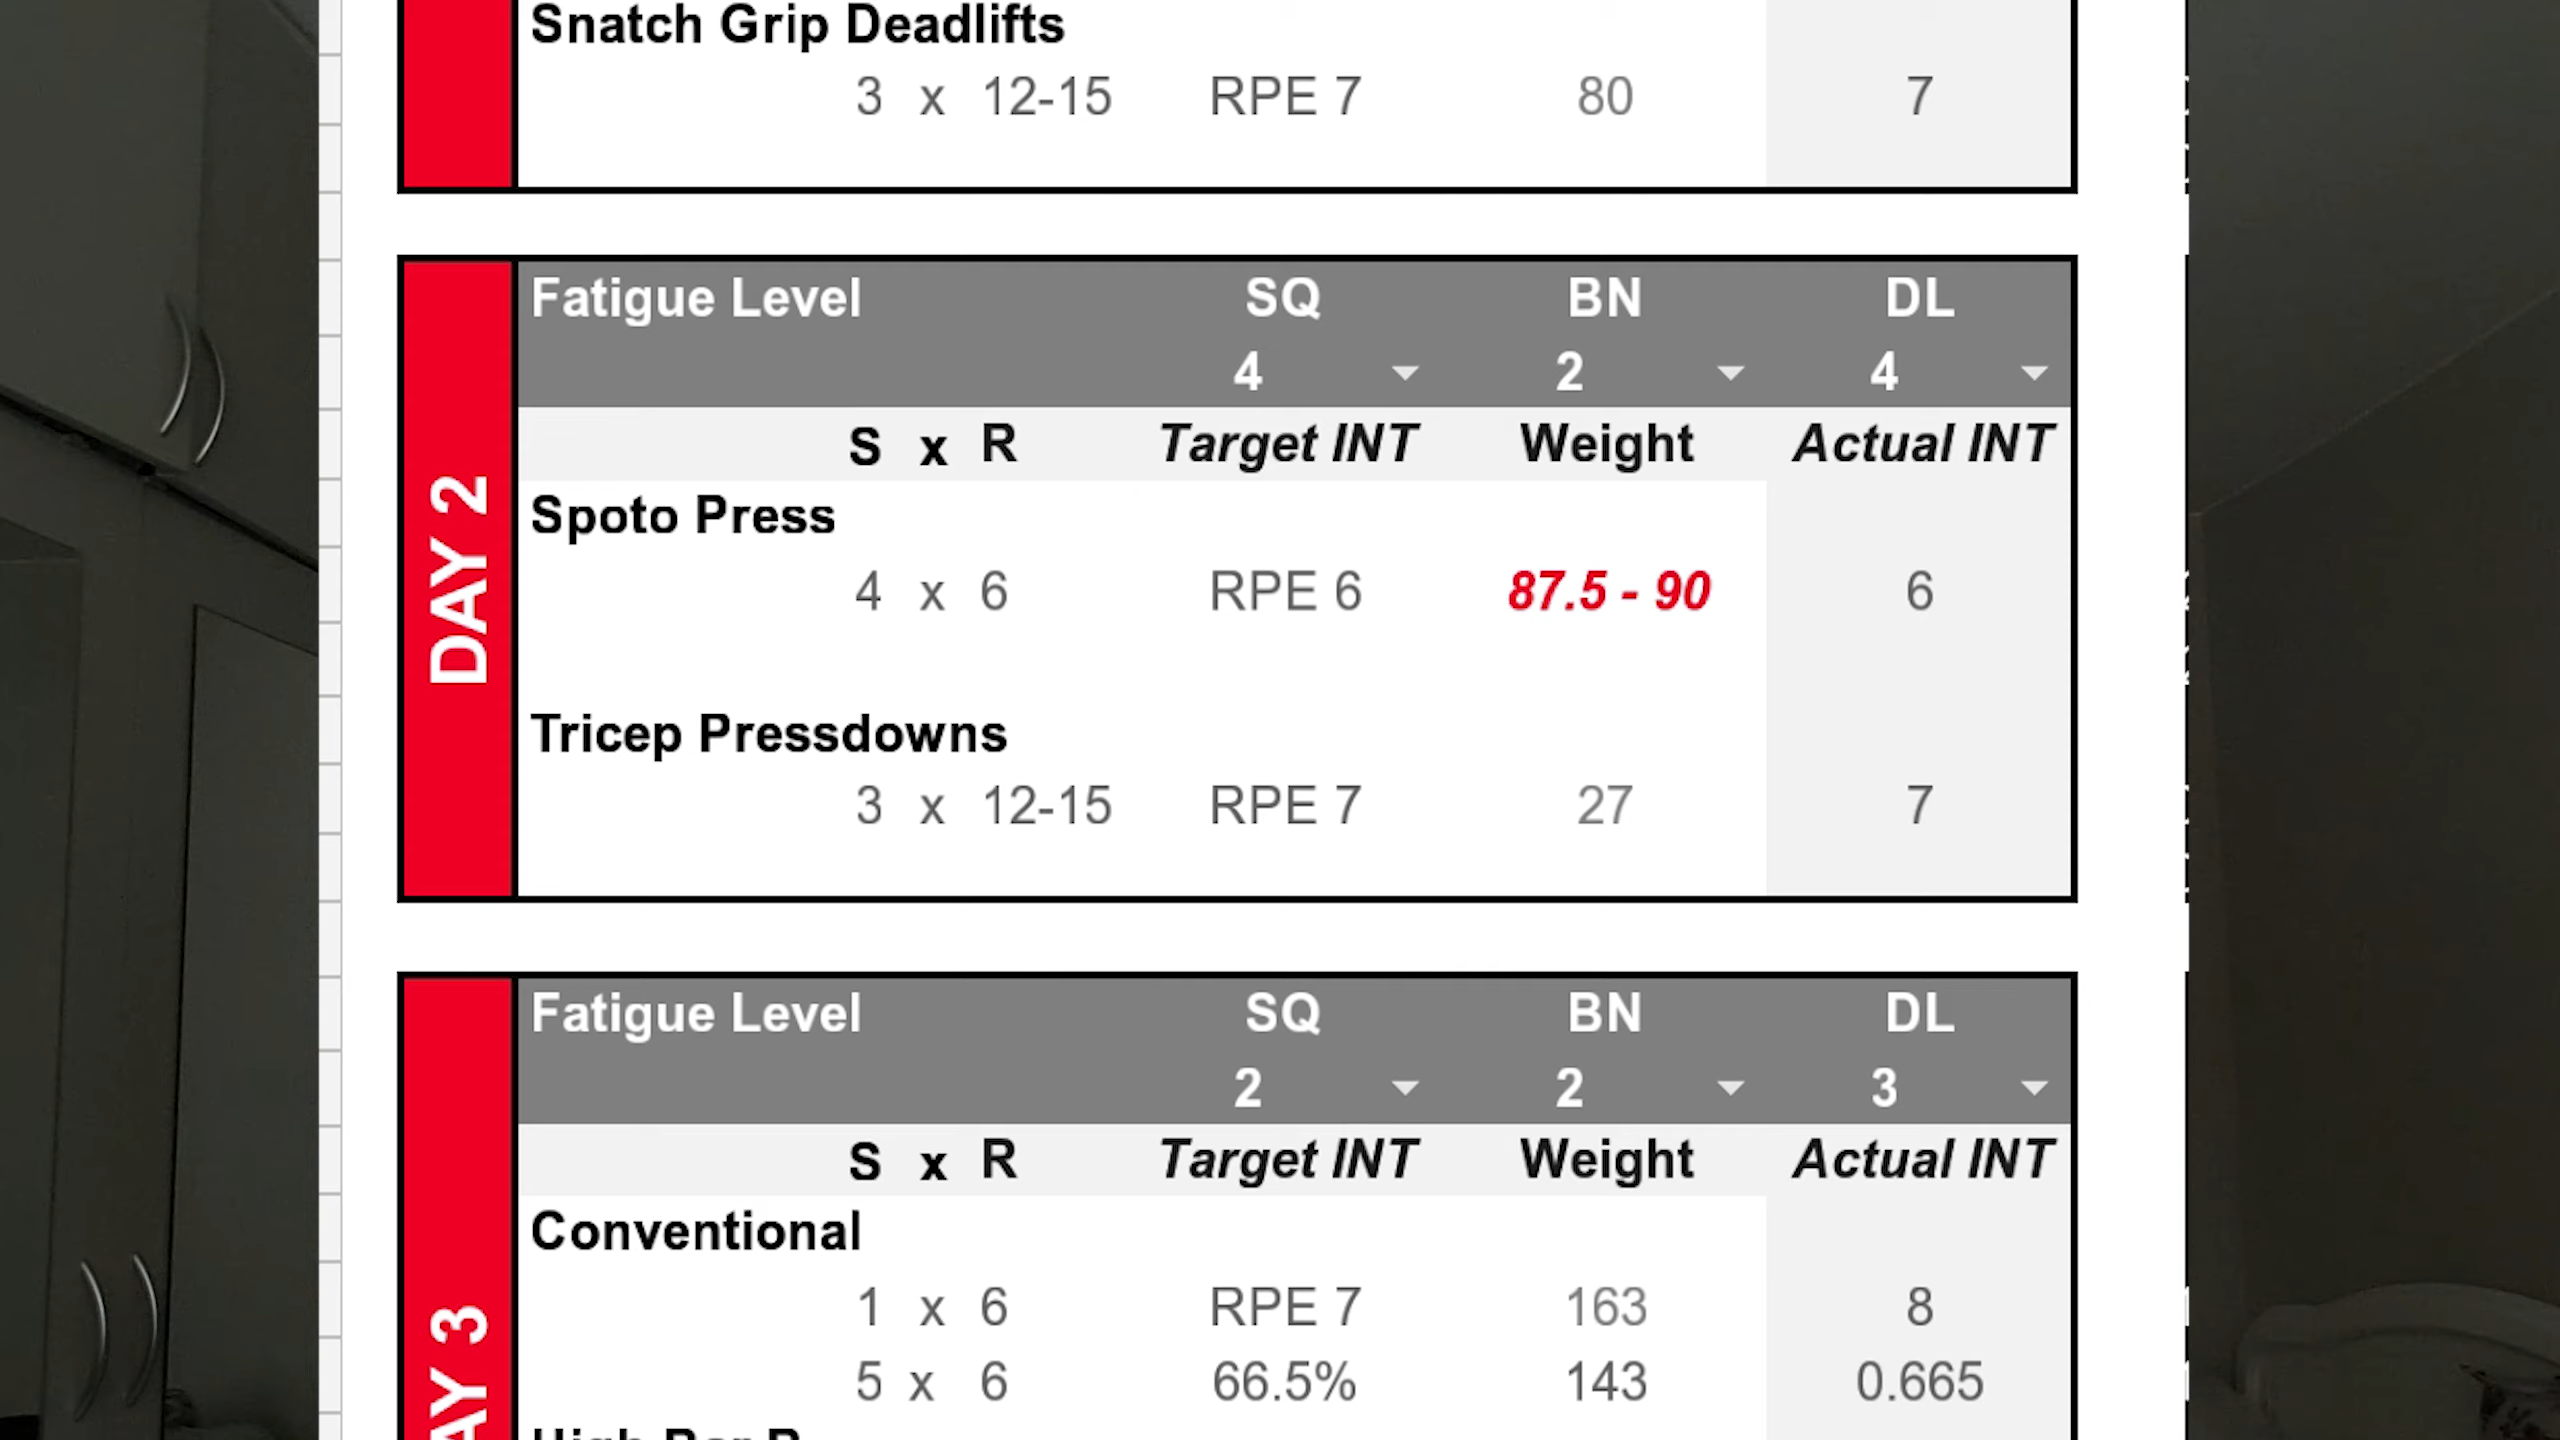 Snatch Grip Deadlifts
3 x 12-15 RPE 7 80 7
DAY 2
Fatigue Level SQ BN DL
4 2 4
S x R Target INT Weight Actual INT
Spoto Press
4 x 6 RPE 6 87.5 - 90 6
Tricep Pressdowns
3 x 12-15 RPE 7 27 7
AY 3
Fatigue Level SQ BN DL
2 2 3
S x R Target INT Weight Actual INT
Conventional
1 x 6 RPE 7 163 8
5 x 6 66.5% 143 0.665